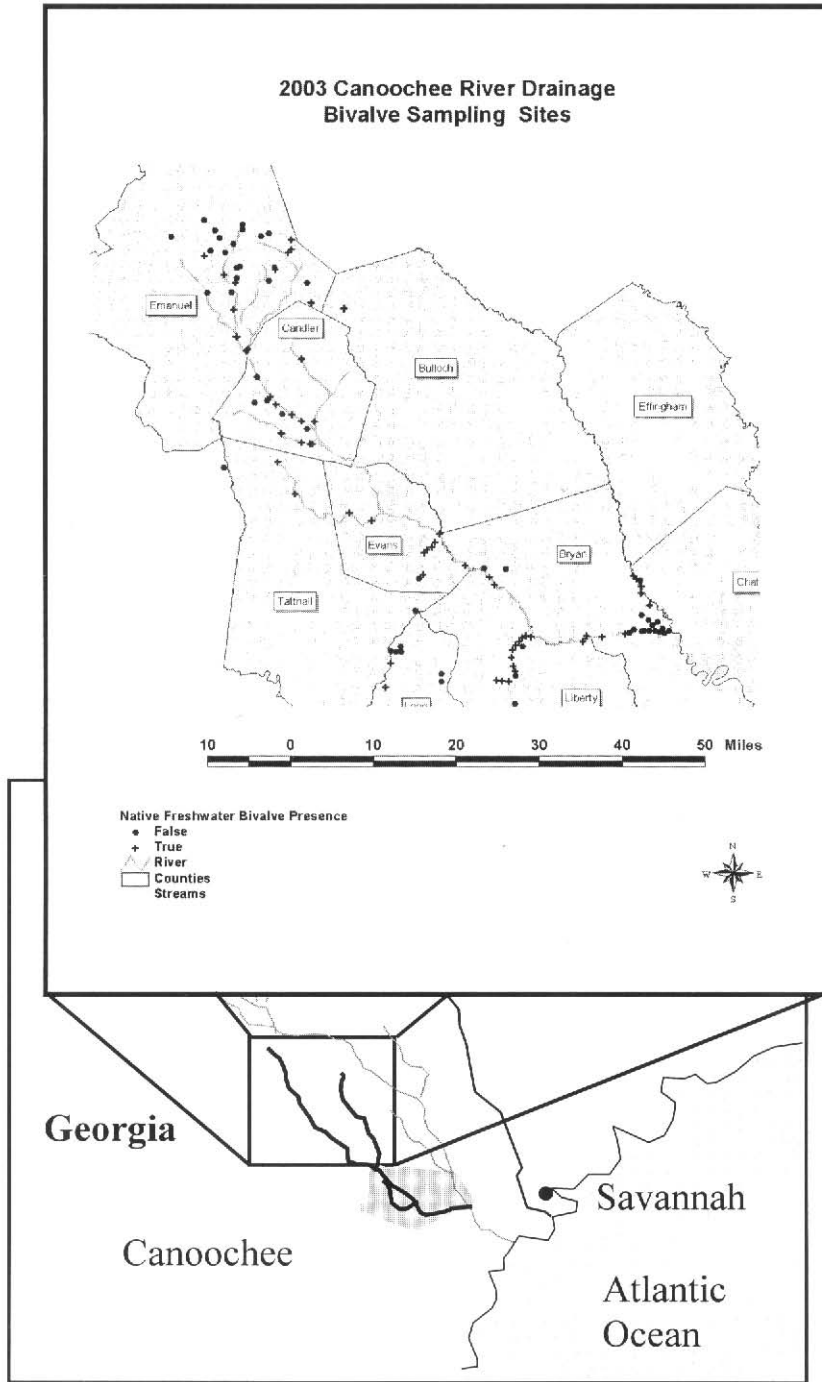 2003 Canoochee River Drainage
Bivalve Sampling Sites
Emanuel
Candler
Bulloch
Effingham
Evans
Bryan
Chat
Tattnall
Liberty
10 0 10 20 30 40 50 Miles
Native Freshwater Bivalve Presence
False
True
River
Counties
Streams
N
W E
S
Georgia
Savannah
Canoochee
Atlantic
Ocean